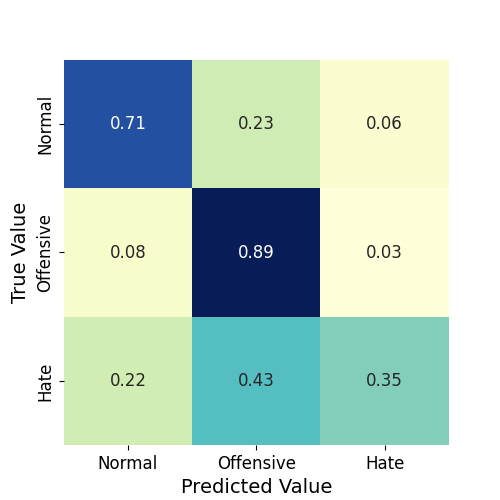 True Value
Normal
0.71 0.23 0.06
Offensive
0.08 0.89 0.03
Hate
0.22 0.43 0.35
Normal Offensive Hate
Predicted Value